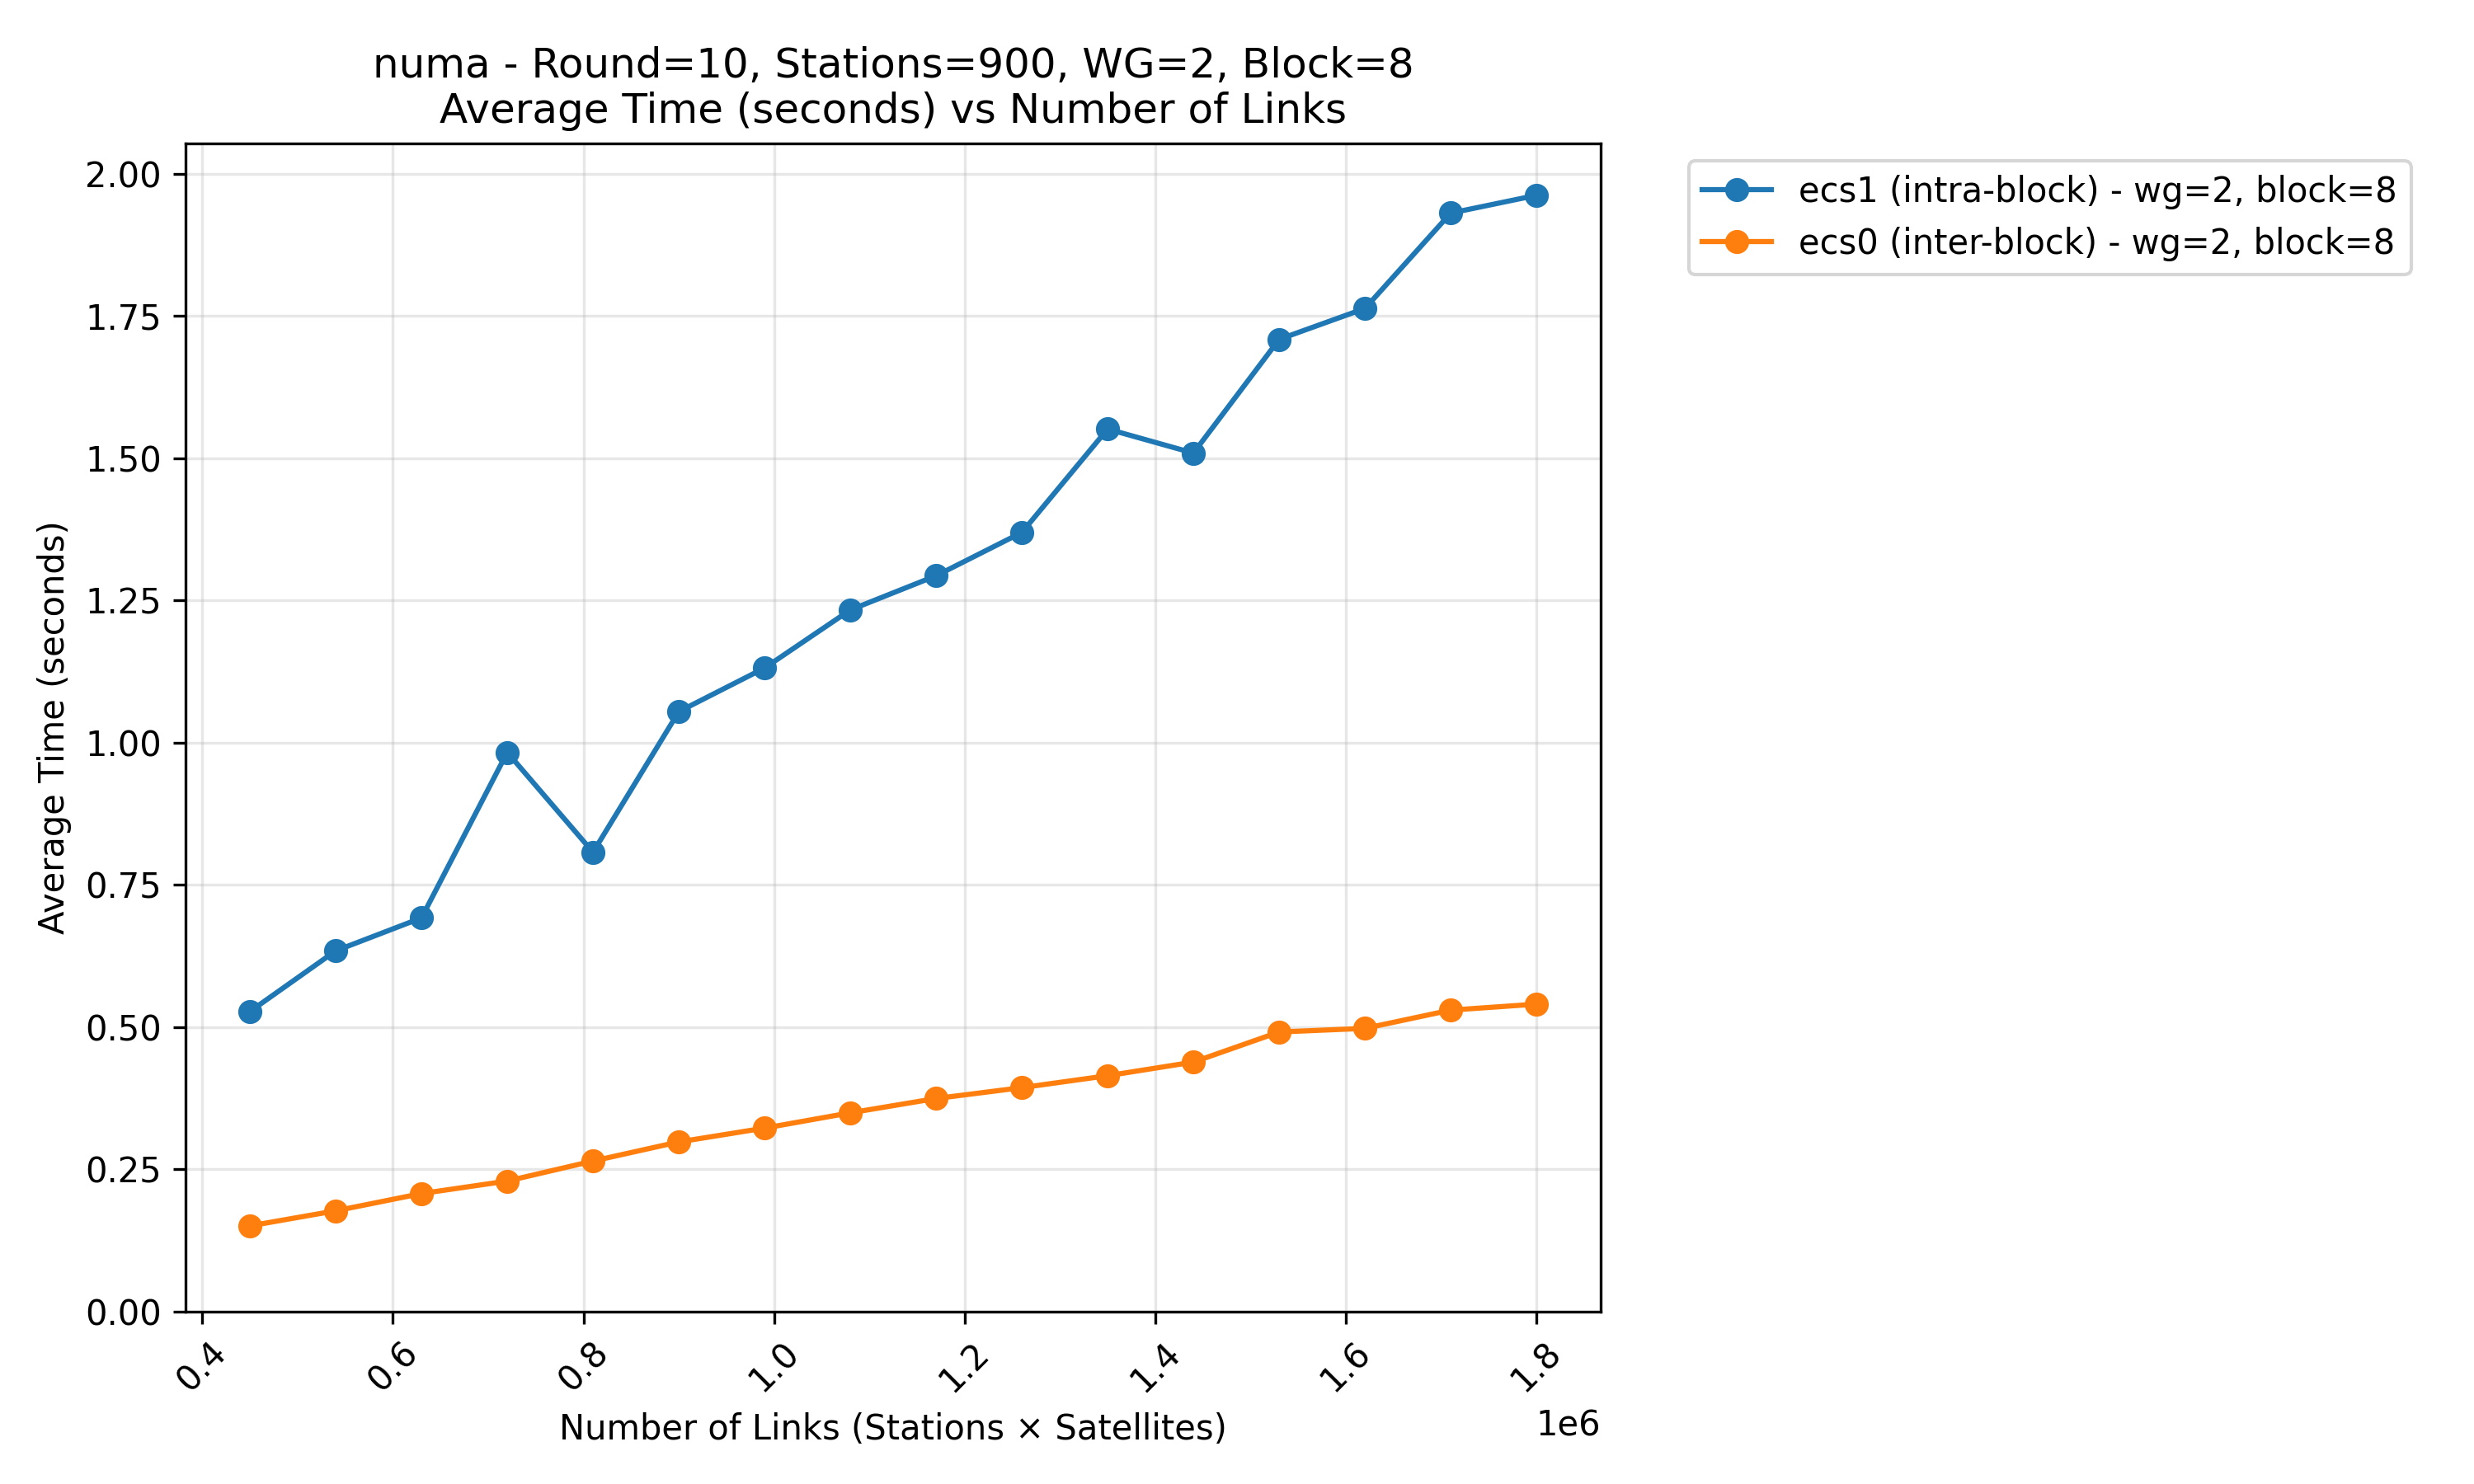 numa - Round=10, Stations=900, WG=2, Block=8
Average Time (seconds) vs Number of Links
ecs1 (intra-block) - wg=2, block=8
ecs0 (inter-block) - wg=2, block=8
Average Time (seconds)
2.00
1.75
1.50
1.25
1.00
0.75
0.50
0.25
0.00
0.4 0.6 0.8 1.0 1.2 1.4 1.6 1.8
1e6
Number of Links (Stations × Satellites)